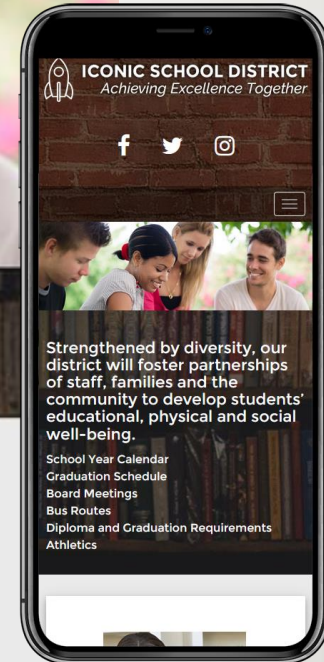 ICONIC SCHOOL DISTRICT
Achieving Excellence Together
Strengthened by diversity, our
district will foster partnerships
of staff, families and the
community to develop students’
educational, physical and social
well-being.
School Year Calendar
Graduation Schedule
Board Meetings
Bus Routes
Diploma and Graduation Requirements
Athletics